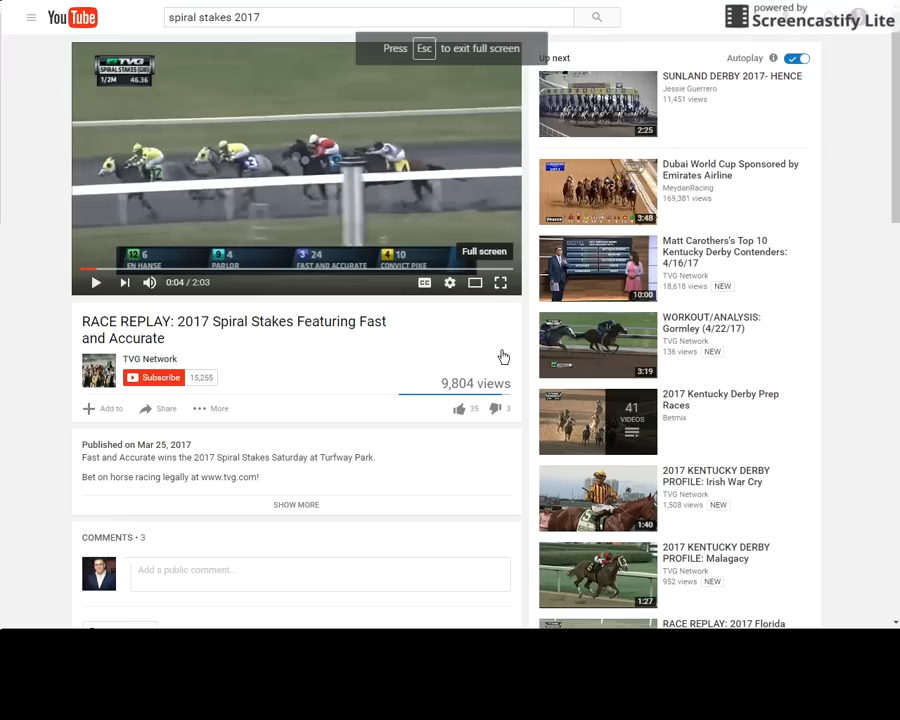 YouTube
spiral stakes 2017
powered by
Screencastify Lite
Press Esc to exit full screen
TVG
SPIRAL STAKES (GIII)
1/2M 46.36
12 6 9 4 3 24 4 10
EN HANSE PARLOR FAST AND ACCURATE CONVICT PIKE
Full screen
0:04 / 2:03
RACE REPLAY: 2017 Spiral Stakes Featuring Fast
and Accurate
TVG Network
Subscribe 15,255
9,804 views
Add to Share More
35 3
Published on Mar 25, 2017
Fast and Accurate wins the 2017 Spiral Stakes Saturday at Turfway Park.
Bet on horse racing legally at www.tvg.com!
SHOW MORE
COMMENTS • 3
Add a public comment...
Up next
Autoplay
SUNLAND DERBY 2017- HENCE
Jessie Guerrero
11,451 views
2:25
Dubai World Cup Sponsored by
Emirates Airline
MeydanRacing
169,381 views
3:48
Matt Carothers's Top 10
Kentucky Derby Contenders:
4/16/17
TVG Network
18,618 views NEW
10:00
WORKOUT/ANALYSIS:
Gormley (4/22/17)
TVG Network
136 views NEW
3:19
2017 Kentucky Derby Prep
Races
Betmix
41
VIDEOS
2017 KENTUCKY DERBY
PROFILE: Irish War Cry
TVG Network
1,508 views NEW
1:40
2017 KENTUCKY DERBY
PROFILE: Malagacy
TVG Network
952 views NEW
1:27
RACE REPLAY: 2017 Florida